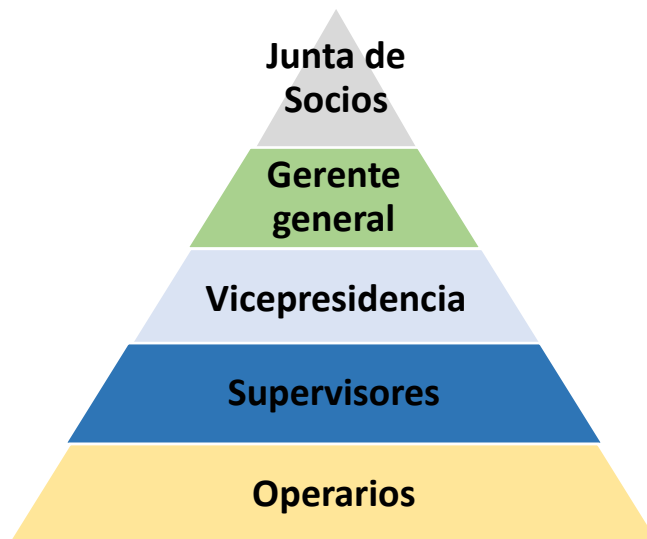 Junta de
Socios
Gerente
general
Vicepresidencia
Supervisores
Operarios